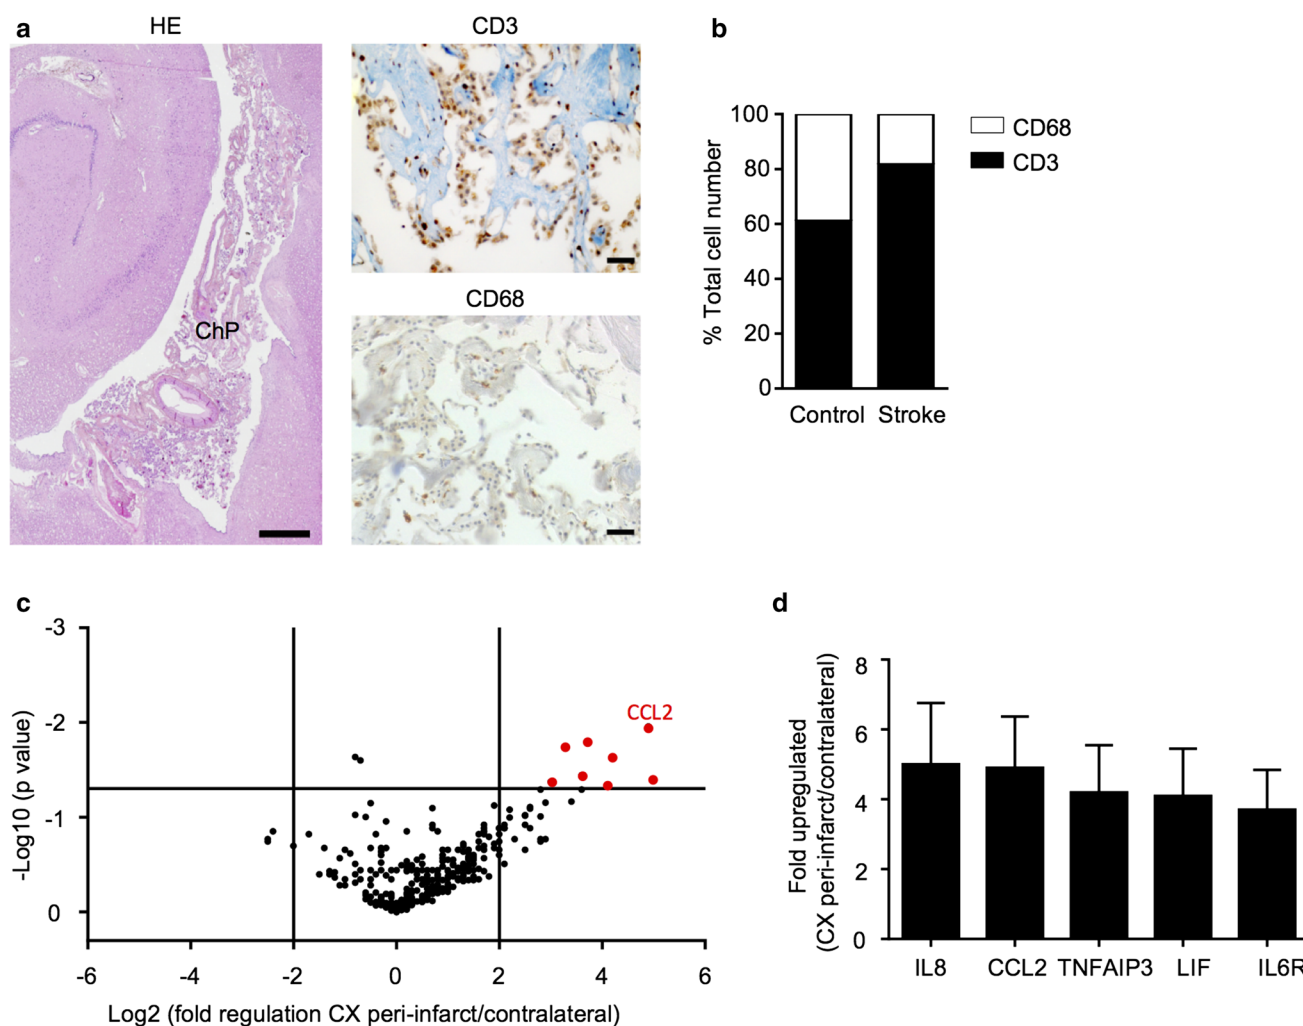 a
HE
CD3
ChP
CD68
b
% Total cell number
100
80
60
40
20
0
Control
Stroke
CD68
CD3
c
-Log10 (p value)
-3
-2
-1
0
CCL2
-6
-4
-2
0
2
4
6
Log2 (fold regulation CX peri-infarct/contralateral)
d
Fold upregulated
(CX peri-infarct/contralateral)
8
6
4
2
0
IL8
CCL2
TNFAIP3
LIF
IL6R